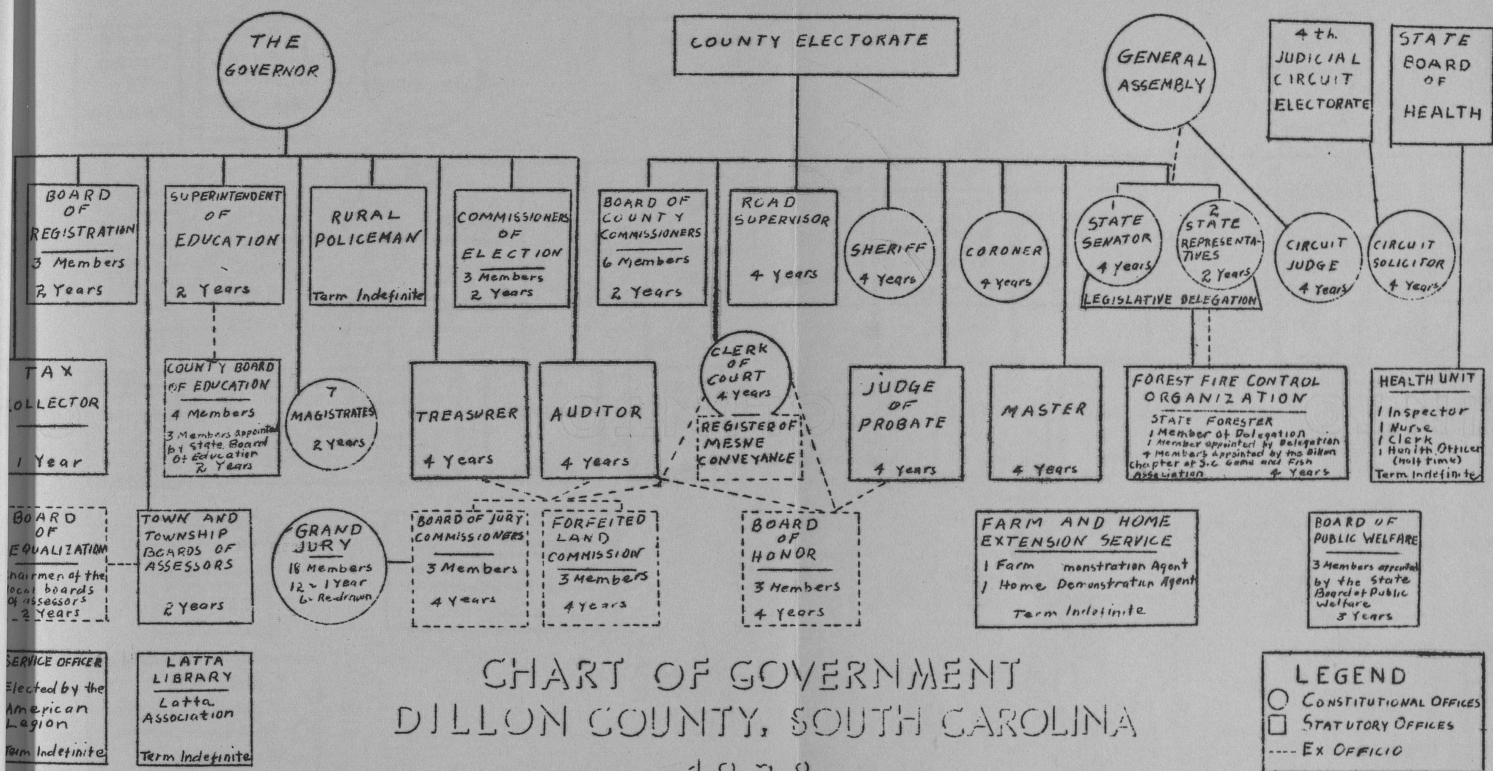 THE
GOVERNOR
COUNTY ELECTORATE
GENERAL
ASSEMBLY
4th.
JUDICIAL
CIRCUIT
ELECTORATE
STATE
BOARD
OF
HEALTH
BOARD
OF
REGISTRATION
3 Members
2 Years
SUPERINTENDENT
OF
EDUCATION
2 Years
RURAL
POLICEMAN
Term Indefinite
COMMISSIONERS
OF
ELECTION
3 Members
2 Years
BOARD OF
COUNTY
COMMISSIONERS
6 Members
2 Years
ROAD
SUPERVISOR
4 Years
SHERIFF
4 Years
CORONER
4 Years
1
STATE
SENATOR
4 Years
2
STATE
REPRESENTA-
TIVES
2 Years
LEGISLATIVE DELEGATION
CIRCUIT
JUDGE
4 Years
CIRCUIT
SOLICITOR
4 Years
TAX
OLLECTOR
1 Year
COUNTY BOARD
OF EDUCATION
4 Members
3 Members appointed
by State Board
Of Education
2 Years
7
MAGISTRATES
2 Years
TREASURER
4 Years
AUDITOR
4 Years
CLERK
OF
COURT
4 Years
REGISTER OF
MESNE
CONVEYANCE
JUDGE
OF
PROBATE
4 Years
MASTER
4 Years
FOREST FIRE CONTROL
ORGANIZATION
STATE FORESTER
1 Member of Delegation
1 Member appointed by Delegation
4 Members Appointed by the Dillon
Chapter of S.C Game and Fish
Association 4 Years
HEALTH UNIT
1 Inspector
1 Nurse
1 Clerk
1 Health Officer
(half time)
Term Indefinite
BOARD
OF
EQUALIZATION
hairmen of the
local boards
of assessors
2 Years
TOWN AND
TOWNSHIP
BOARDS OF
ASSESSORS
2 Years
GRAND
JURY
18 Members
12 - 1 Year
6 - Re-drawn
BOARD OF JURY
COMMISSIONERS
3 Members
4 Years
FORFEITED
LAND
COMMISSION
3 Members
4 Years
BOARD
OF
HONOR
3 Members
4 Years
FARM AND HOME
EXTENSION SERVICE
1 Farm monstration Agent
1 Home Demonstration Agent
Term Indefinite
BOARD OF
PUBLIC WELFARE
3 Members appointed
by the State
Board of Public
Welfare
3 Years
SERVICE OFFICER
Elected by the
American
Legion
Term Indefinite
LATTA
LIBRARY
Latta
Association
Term Indefinite
CHART OF GOVERNMENT
DILLON COUNTY, SOUTH CAROLINA
LEGEND
CONSTITUTIONAL OFFICES
STATUTORY OFFICES
---- EX OFFICIO